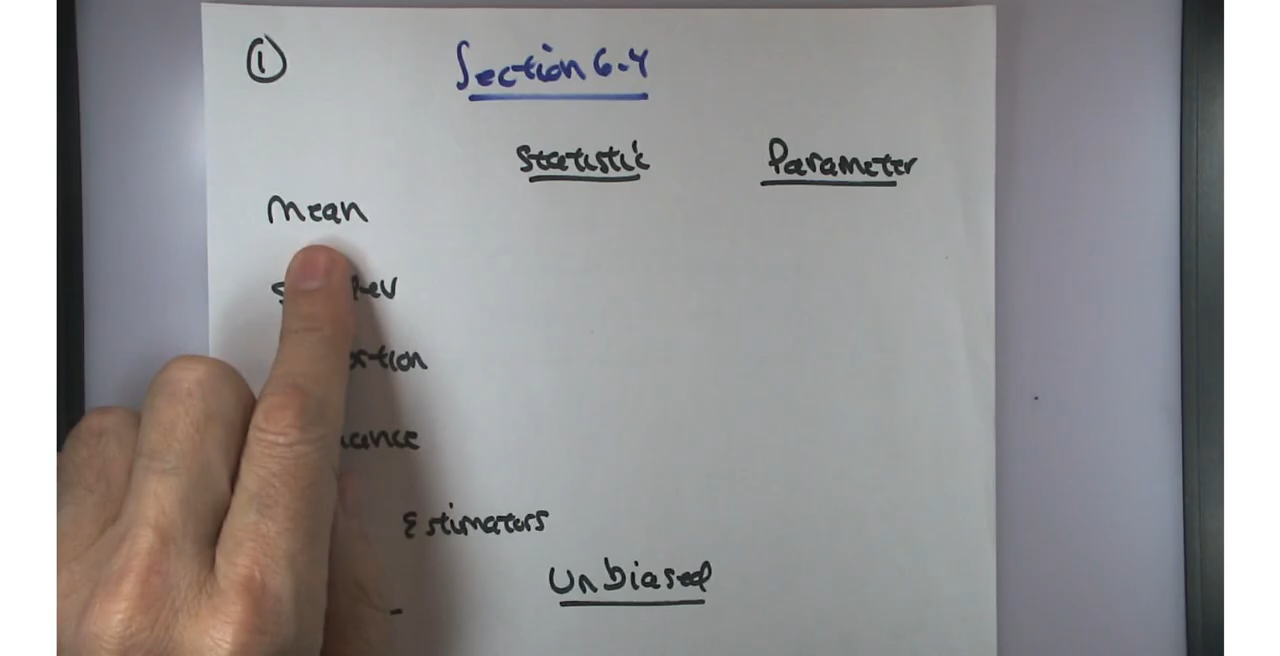 ① Section 6.4
Statistic Parameter
Mean
Estimators
Unbiased